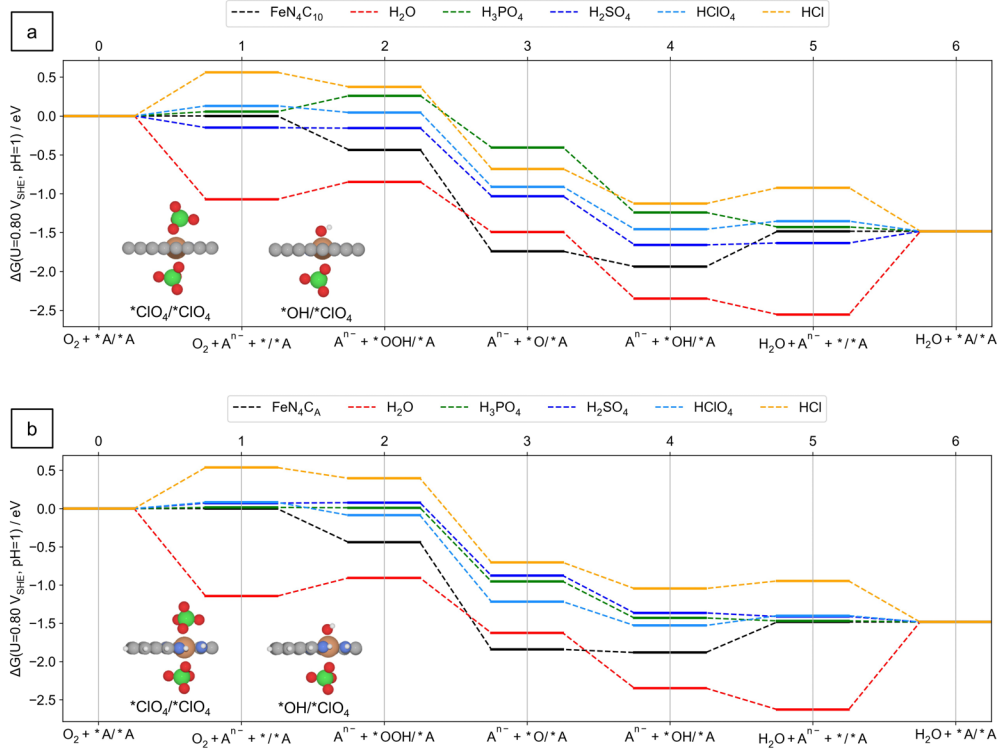 a
FeN₄C₁₀ H₂O H₃PO₄ H₂SO₄ HClO₄ HCl
0 1 2 3 4 5 6
ΔG(U=0.80 V_SHE, pH=1) / eV
0.5
0.0
−0.5
−1.0
−1.5
−2.0
−2.5
*ClO₄/*ClO₄ *OH/*ClO₄
O₂ + *A/*A O₂ + Aⁿ⁻ + */*A Aⁿ⁻ + *OOH/*A Aⁿ⁻ + *O/*A Aⁿ⁻ + *OH/*A H₂O + Aⁿ⁻ + */*A H₂O + *A/*A
b
FeN₄C_A H₂O H₃PO₄ H₂SO₄ HClO₄ HCl
0 1 2 3 4 5 6
ΔG(U=0.80 V_SHE, pH=1) / eV
0.5
0.0
−0.5
−1.0
−1.5
−2.0
−2.5
*ClO₄/*ClO₄ *OH/*ClO₄
O₂ + *A/*A O₂ + Aⁿ⁻ + */*A Aⁿ⁻ + *OOH/*A Aⁿ⁻ + *O/*A Aⁿ⁻ + *OH/*A H₂O + Aⁿ⁻ + */*A H₂O + *A/*A